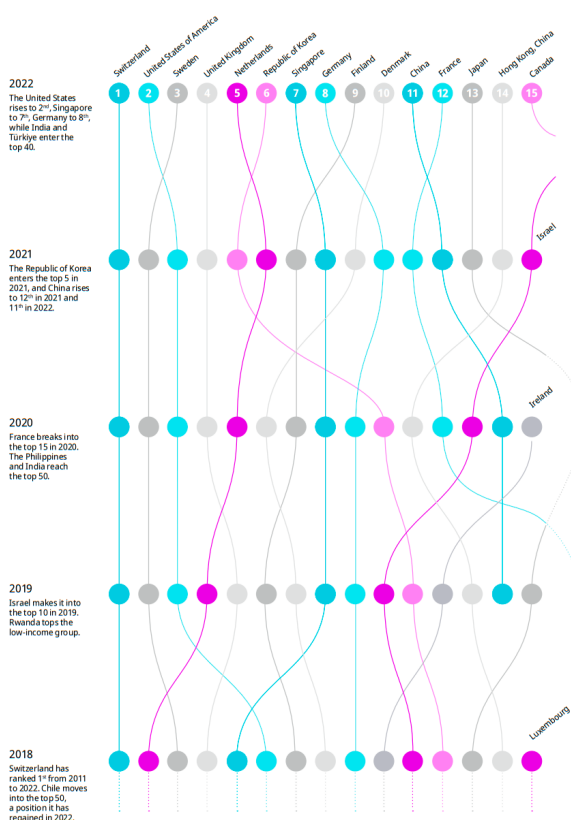 Switzerland
United States of America
Sweden
United Kingdom
Netherlands
Republic of Korea
Singapore
Germany
Finland
Denmark
China
France
Japan
Hong Kong, China
Canada
2022
The United States
rises to 2nd, Singapore
to 7th, Germany to 8th,
while India and
Türkiye enter the
top 40.
1 2 3 4 5 6 7 8 9 10 11 12 13 14 15
Israel
2021
The Republic of Korea
enters the top 5 in
2021, and China rises
to 12th in 2021 and
11th in 2022.
Ireland
2020
France breaks into
the top 15 in 2020.
The Philippines
and India reach
the top 50.
2019
Israel makes it into
the top 10 in 2019.
Rwanda tops the
low-income group.
Luxembourg
2018
Switzerland has
ranked 1st from 2011
to 2022. Chile moves
into the top 50,
a position it has
regained in 2022.